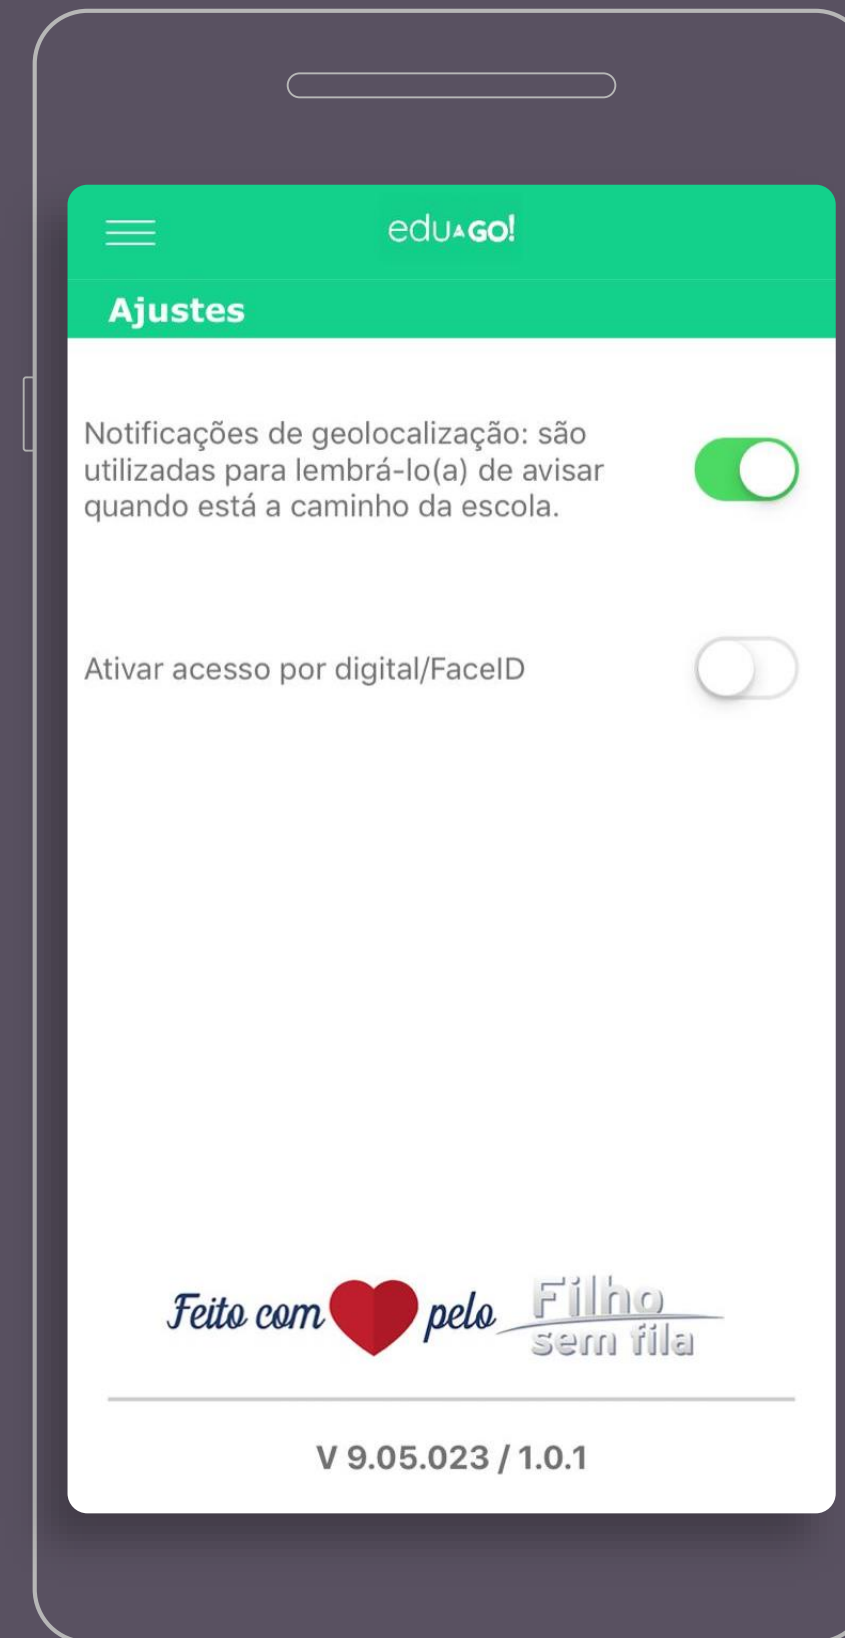 edu GO!
Ajustes
Notificações de geolocalização: são
utilizadas para lembrá-lo(a) de avisar
quando está a caminho da escola.
Ativar acesso por digital/FaceID
Feito com pelo Filho
sem fila
V 9.05.023 / 1.0.1